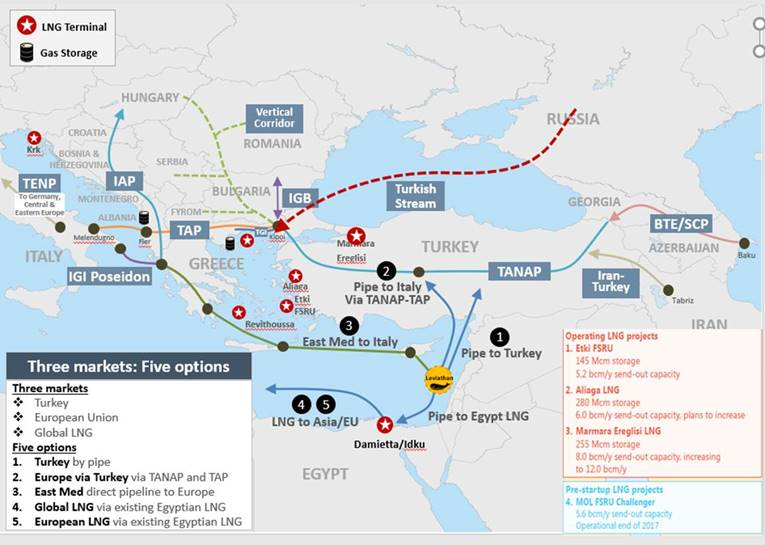 LNG Terminal
Gas Storage
HUNGARY
Vertical
Corridor
RUSSIA
CROATIA
ROMANIA
Krk
BOSNIA &
HERZEGOVINA
SERBIA
TENP
To Germany,
Central &
Eastern Europe
IAP
MONTENEGRO
BULGARIA
IGB
Turkish
Stream
GEORGIA
ALBANIA
FYROM
BTE/SCP
TAP
TGI
Kipoi
Melendugno
Fier
Marmara
Ereglisi
TURKEY
AZERBAIJAN
Baku
ITALY
GREECE
IGI Poseidon
2
Pipe to Italy
Via TANAP-TAP
TANAP
Iran-
Turkey
Aliaga
Etki
FSRU
Tabriz
Revithoussa
3
East Med to Italy
1
Pipe to Turkey
IRAN
Leviathan
4
5
LNG to Asia/EU
Pipe to Egypt LNG
Damietta/Idku
EGYPT
Three markets: Five options
Three markets
❖ Turkey
❖ European Union
❖ Global LNG
Five options
1. Turkey by pipe
2. Europe via Turkey via TANAP and TAP
3. East Med direct pipeline to Europe
4. Global LNG via existing Egyptian LNG
5. European LNG via existing Egyptian LNG
Operating LNG projects
1. Etki FSRU
145 Mcm storage
5.2 bcm/y send-out capacity
2. Aliaga LNG
280 Mcm storage
6.0 bcm/y send-out capacity, plans to increase
3. Marmara Ereglisi LNG
255 Mcm storage
8.0 bcm/y send-out capacity, increasing
to 12.0 bcm/y
Pre-startup LNG projects
4. MOL FSRU Challenger
5.6 bcm/y send-out capacity
Operational end of 2017